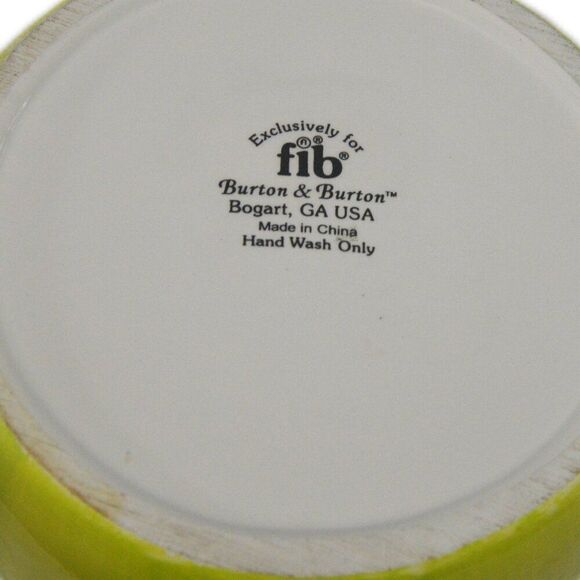 Exclusively for
fib®
Burton & Burton™
Bogart, GA USA
Made in China
Hand Wash Only